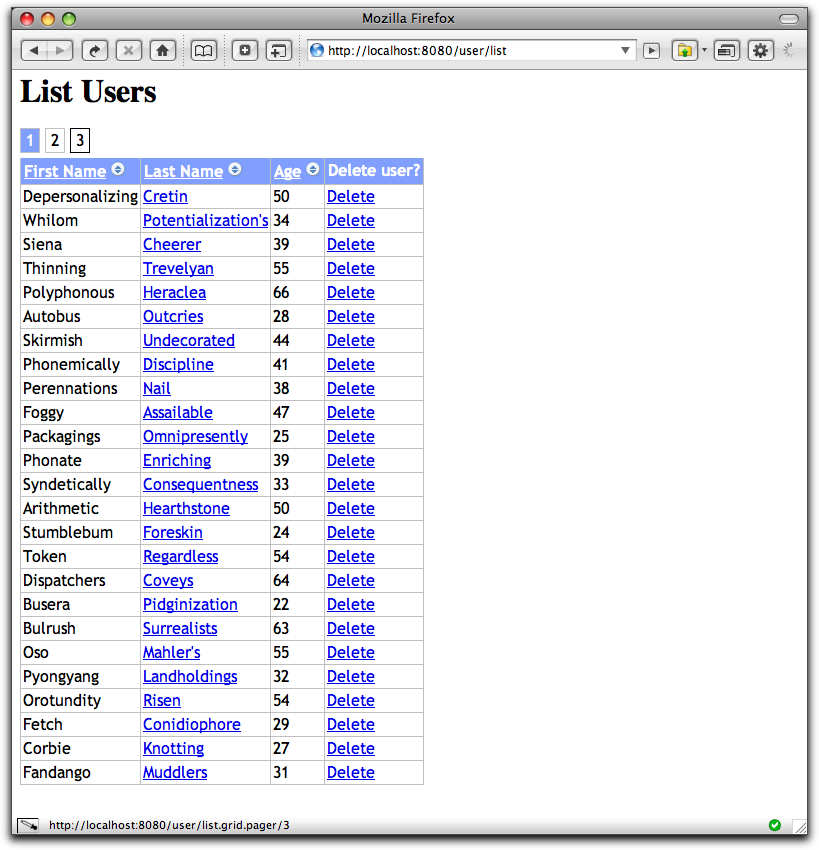 Mozilla Firefox
http://localhost:8080/user/list
List Users
1 2 3
First Name Last Name Age Delete user?
Depersonalizing Cretin 50 Delete
Whilom Potentialization's 34 Delete
Siena Cheerer 39 Delete
Thinning Trevelyan 55 Delete
Polyphonous Heraclea 66 Delete
Autobus Outcries 28 Delete
Skirmish Undecorated 44 Delete
Phonemically Discipline 41 Delete
Perennations Nail 38 Delete
Foggy Assailable 47 Delete
Packagings Omnipresently 25 Delete
Phonate Enriching 39 Delete
Syndetically Consequentness 33 Delete
Arithmetic Hearthstone 50 Delete
Stumblebum Foreskin 24 Delete
Token Regardless 54 Delete
Dispatchers Coveys 64 Delete
Busera Pidginization 22 Delete
Bulrush Surrealists 63 Delete
Oso Mahler's 55 Delete
Pyongyang Landholdings 32 Delete
Orotundity Risen 54 Delete
Fetch Conidiophore 29 Delete
Corbie Knotting 27 Delete
Fandango Muddlers 31 Delete
http://localhost:8080/user/list.grid.pager/3